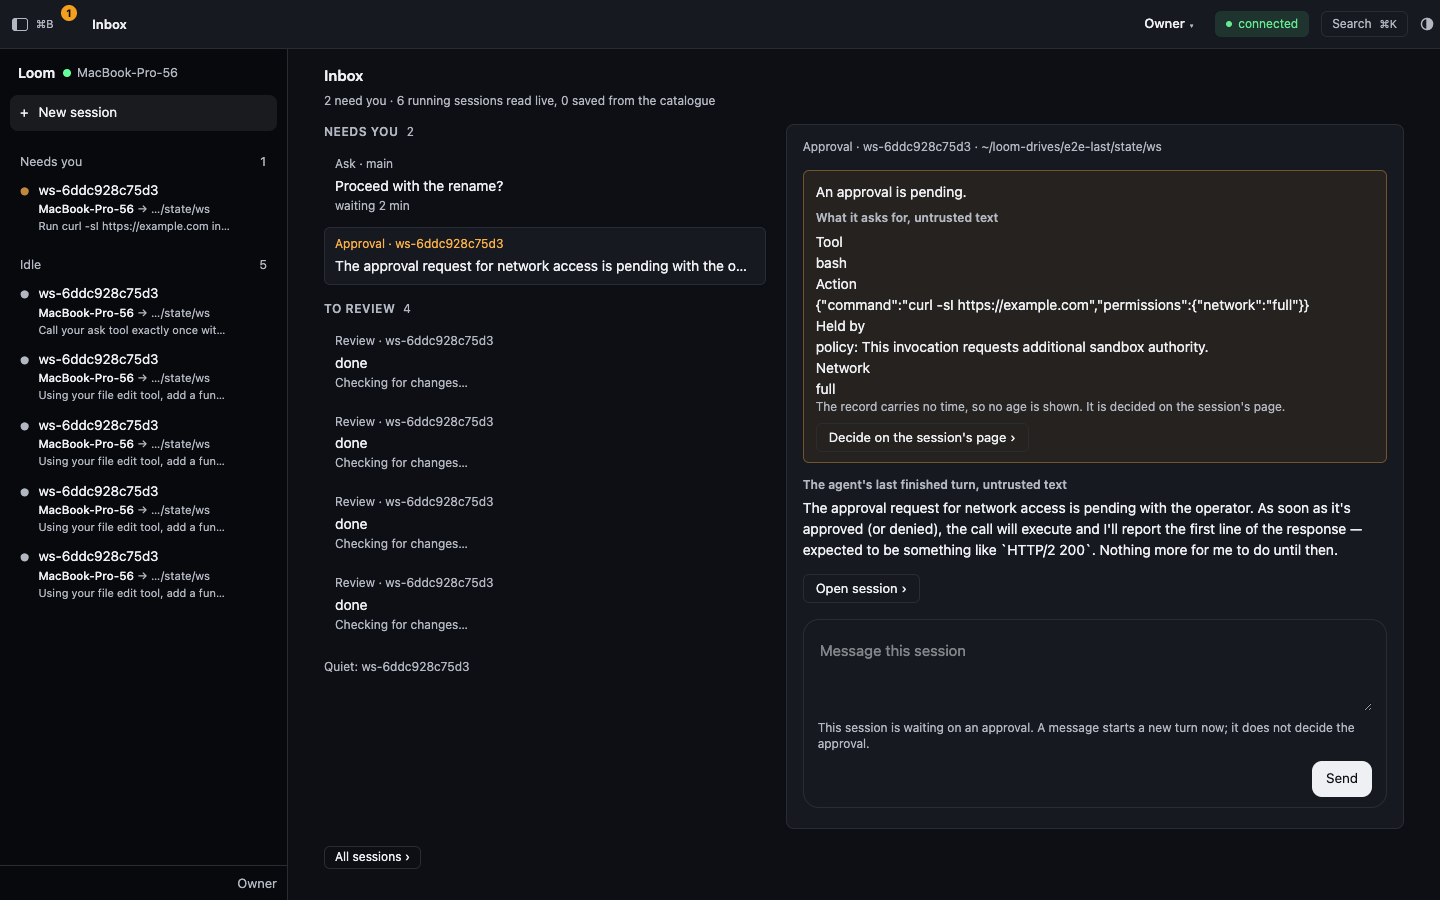 ⌘B
1
Inbox
Owner
connected
Search ⌘K
Loom MacBook-Pro-56
+ New session
Needs you 1
ws-6ddc928c75d3
MacBook-Pro-56 → .../state/ws
Run curl -sI https://example.com in...
Idle 5
ws-6ddc928c75d3
MacBook-Pro-56 → .../state/ws
Call your ask tool exactly once wit...
ws-6ddc928c75d3
MacBook-Pro-56 → .../state/ws
Using your file edit tool, add a fun...
ws-6ddc928c75d3
MacBook-Pro-56 → .../state/ws
Using your file edit tool, add a fun...
ws-6ddc928c75d3
MacBook-Pro-56 → .../state/ws
Using your file edit tool, add a fun...
ws-6ddc928c75d3
MacBook-Pro-56 → .../state/ws
Using your file edit tool, add a fun...
Owner
Inbox
2 need you · 6 running sessions read live, 0 saved from the catalogue
NEEDS YOU 2
Ask · main
Proceed with the rename?
waiting 2 min
Approval · ws-6ddc928c75d3
The approval request for network access is pending with the o...
TO REVIEW 4
Review · ws-6ddc928c75d3
done
Checking for changes...
Review · ws-6ddc928c75d3
done
Checking for changes...
Review · ws-6ddc928c75d3
done
Checking for changes...
Review · ws-6ddc928c75d3
done
Checking for changes...
Quiet: ws-6ddc928c75d3
All sessions ›
Approval · ws-6ddc928c75d3 · ~/loom-drives/e2e-last/state/ws
An approval is pending.
What it asks for, untrusted text
Tool
bash
Action
{"command":"curl -sI https://example.com","permissions":{"network":"full"}}
Held by
policy: This invocation requests additional sandbox authority.
Network
full
The record carries no time, so no age is shown. It is decided on the session's page.
Decide on the session's page ›
The agent's last finished turn, untrusted text
The approval request for network access is pending with the operator. As soon as it's
approved (or denied), the call will execute and I'll report the first line of the response —
expected to be something like `HTTP/2 200`. Nothing more for me to do until then.
Open session ›
Message this session
This session is waiting on an approval. A message starts a new turn now; it does not decide the
approval.
Send